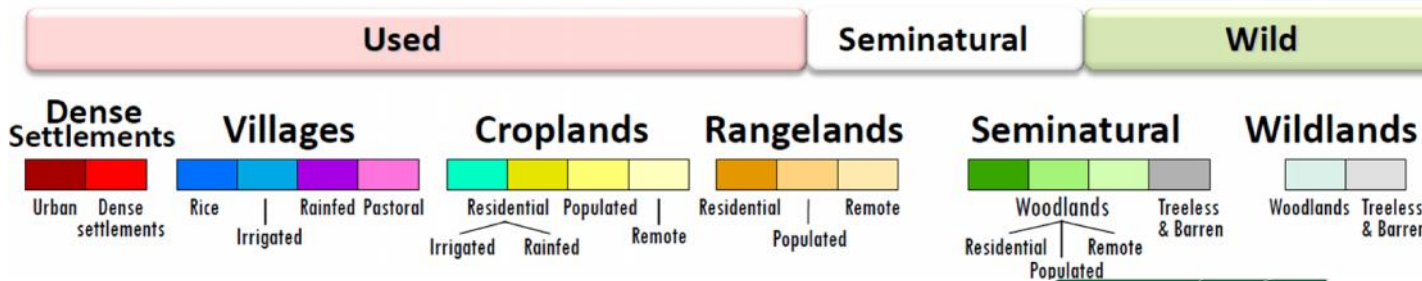 Used Seminatural Wild
Dense
Settlements Villages Croplands Rangelands Seminatural Wildlands
Urban Dense
settlements Rice Irrigated Rainfed Pastoral Residential Irrigated Rainfed Populated Remote Residential Populated Remote Woodlands Residential Populated Remote Treeless
& Barren Woodlands Treeless
& Barren